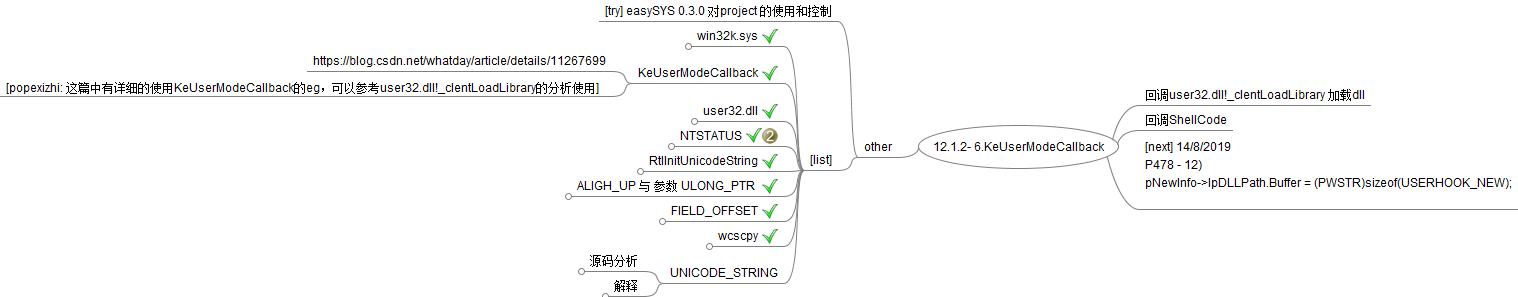 [try] easySYS 0.3.0 对project 的使用和控制
win32k.sys
https://blog.csdn.net/whatday/article/details/11267699
KeUserModeCallback
[popexizhi: 这篇中有详细的使用KeUserModeCallback的eg，可以参考user32.dll!_clentLoadLibrary的分析使用]
user32.dll
NTSTATUS 2
RtlInitUnicodeString
ALIGH_UP 与 参数 ULONG_PTR
FIELD_OFFSET
wcscpy
源码分析
UNICODE_STRING
解释
[list]
other
12.1.2- 6.KeUserModeCallback
回调user32.dll!_clentLoadLibrary 加载dll
回调ShellCode
[next] 14/8/2019
P478 - 12)
pNewInfo->lpDLLPath.Buffer = (PWSTR)sizeof(USERHOOK_NEW);